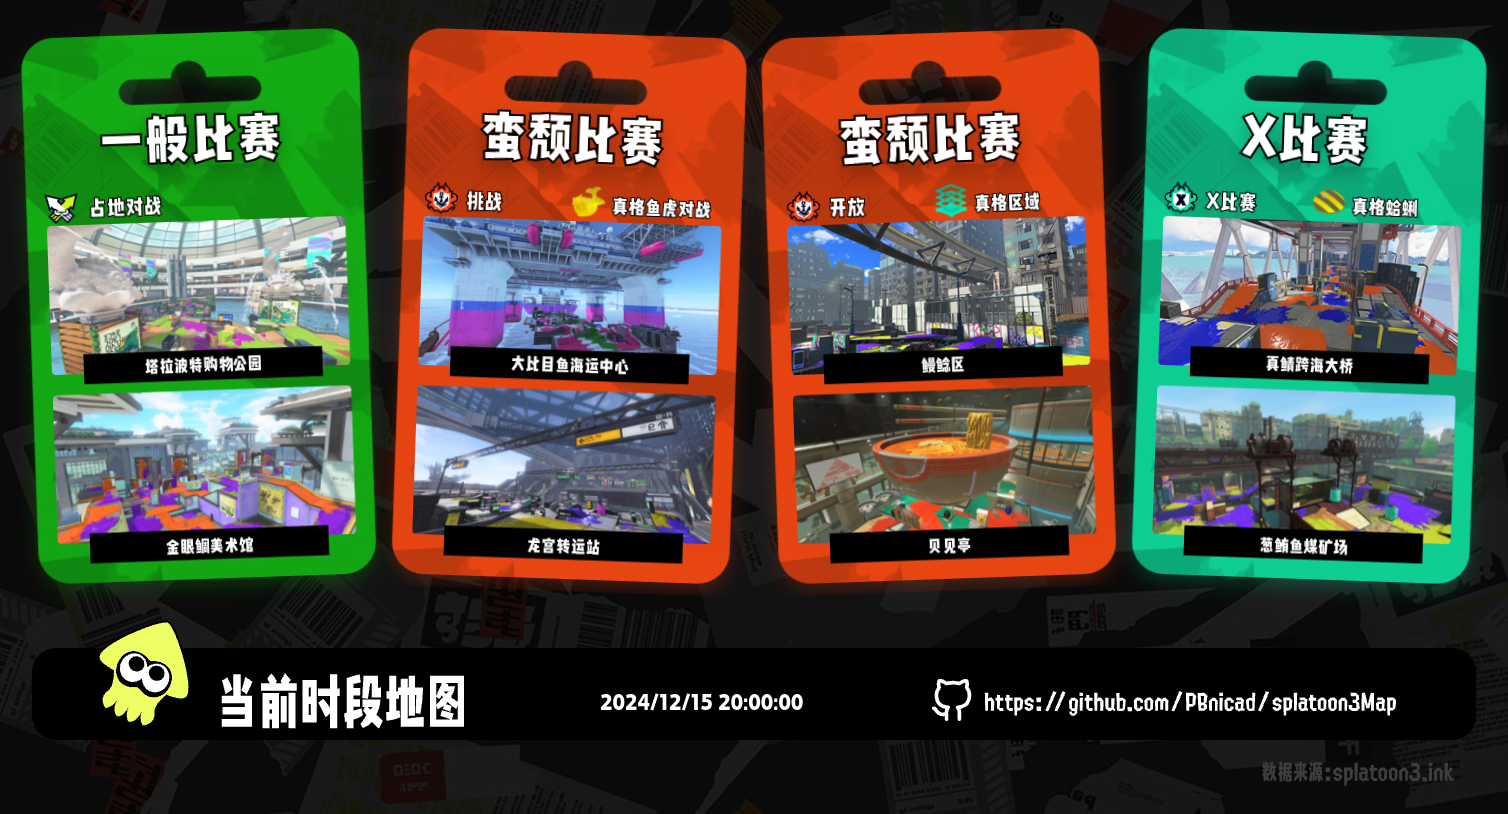 一般比赛
占地对战
塔拉波特购物公园
金眼鲷美术馆
蛮颓比赛
挑战
真格鱼虎对战
大比目鱼海运中心
龙宫转运站
蛮颓比赛
开放
真格区域
鳗鲶区
贝见亭
X比赛
X比赛
真格蛤蜊
真鲭跨海大桥
葱鲔鱼煤矿场
当前时段地图
2024/12/15 20:00:00
https://github.com/PBnicad/splatoon3Map
数据来源:splatoon3.ink